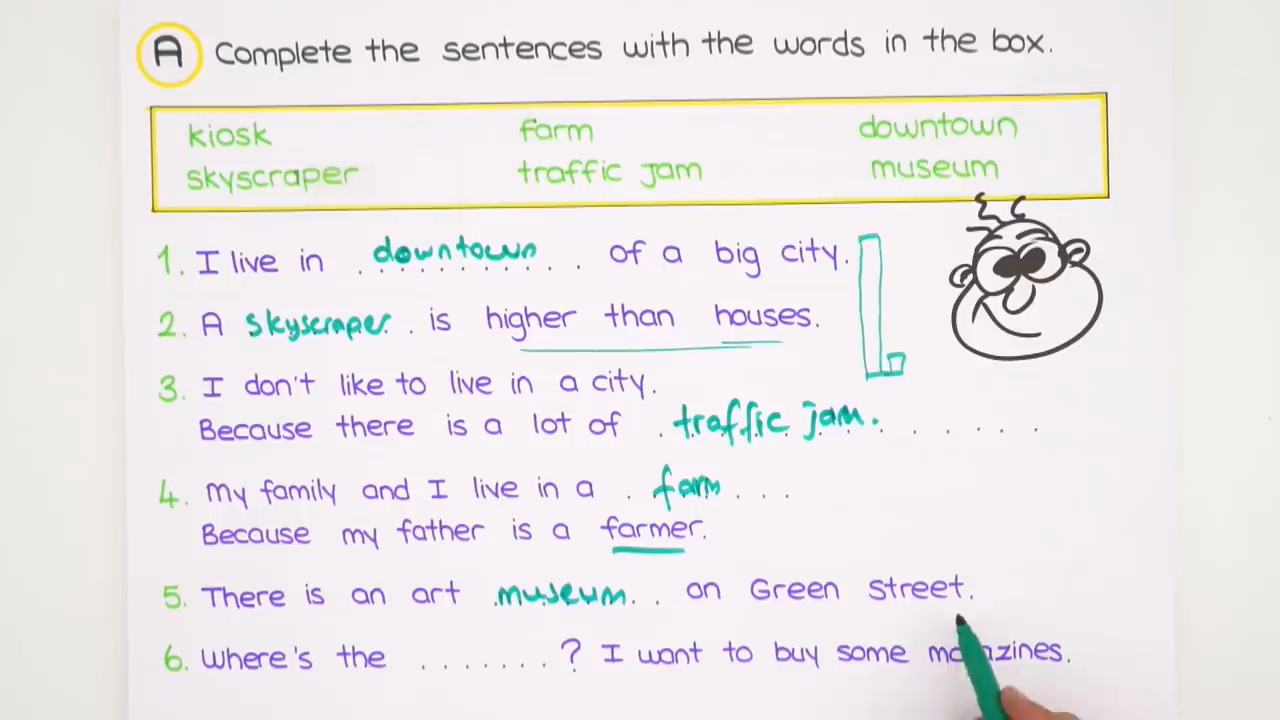 A Complete the sentences with the words in the box.
kiosk farm downtown
skyscraper traffic jam museum
1. I live in downtown of a big city.
2. A skyscraper . is higher than houses.
3. I don't like to live in a city.
Because there is a lot of traffic jam. . . . . . .
4. My family and I live in a . farm . . .
Because my father is a farmer.
5. There is an art museum . . on Green Street.
6. Where's the . . . . . . . ? I want to buy some magazines.